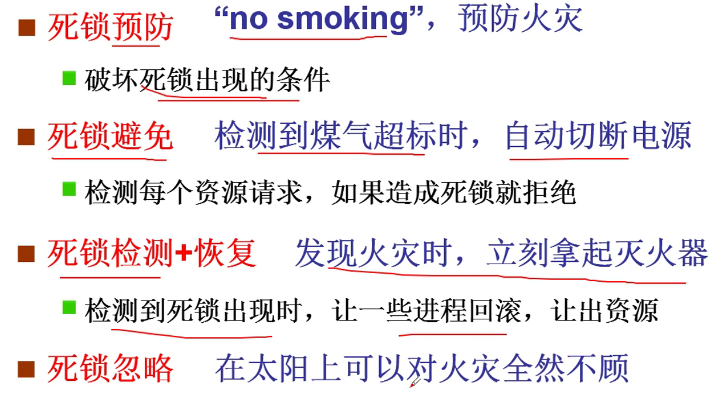 死锁预防 “no smoking”，预防火灾
破坏死锁出现的条件
死锁避免 检测到煤气超标时，自动切断电源
检测每个资源请求，如果造成死锁就拒绝
死锁检测+恢复 发现火灾时，立刻拿起灭火器
检测到死锁出现时，让一些进程回滚，让出资源
死锁忽略 在太阳上可以对火灾全然不顾